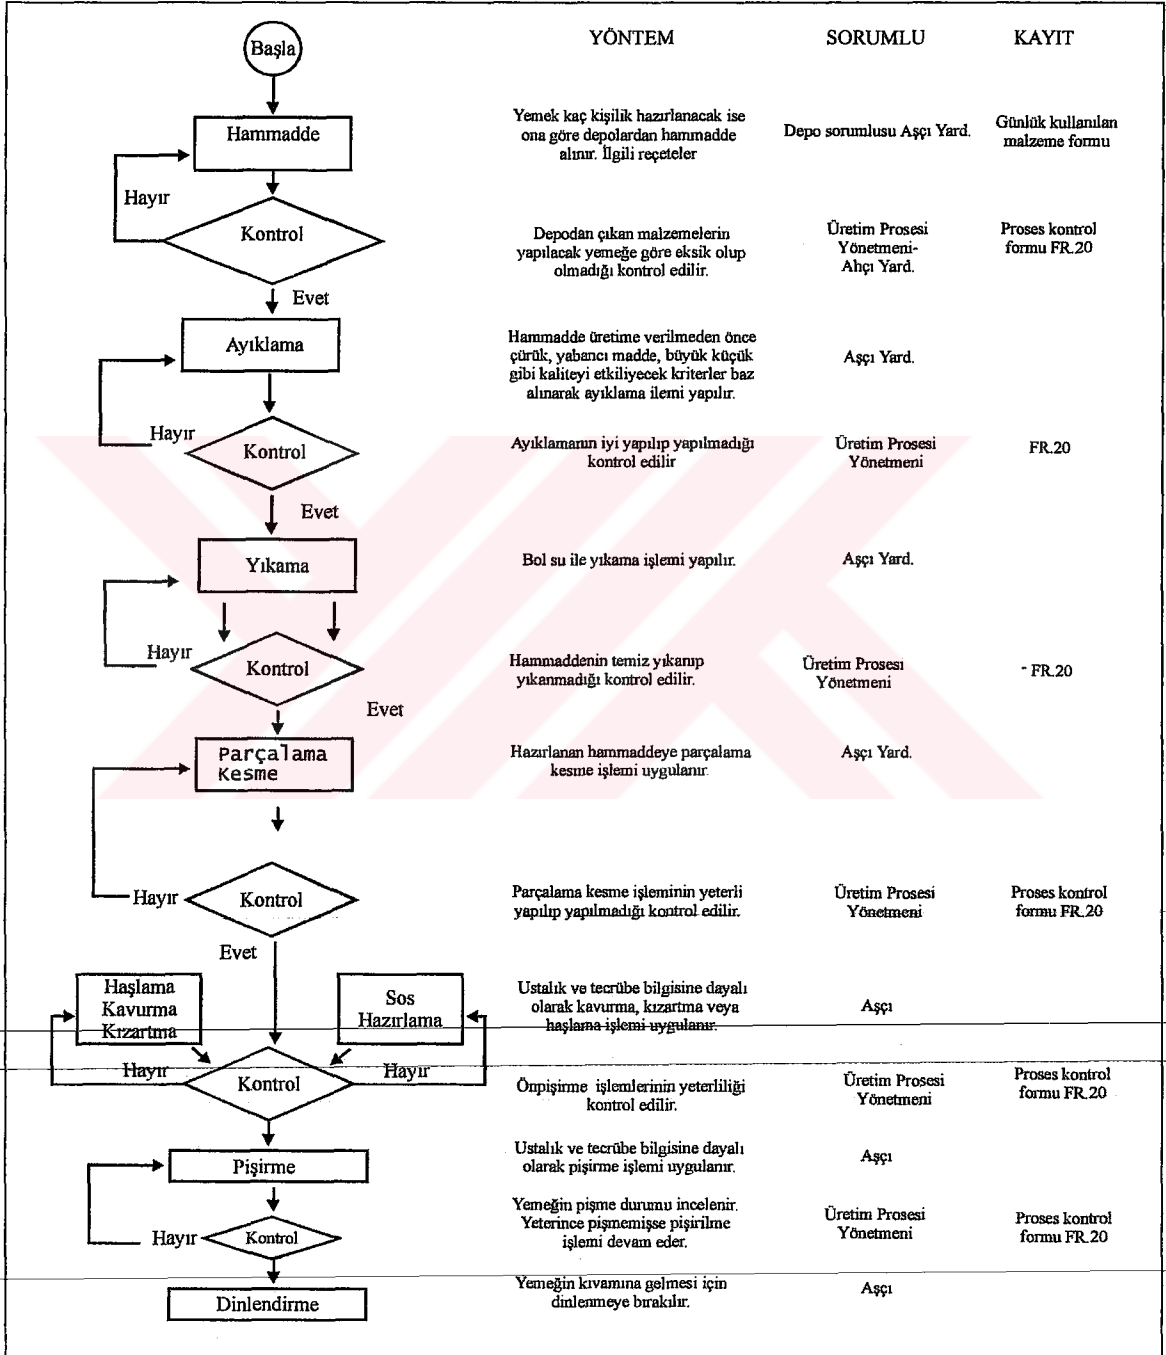 YÖNTEM SORUMLU KAYIT
Başla
Hammadde
Yemek kaç kişilik hazırlanacak ise
ona göre depolardan hammadde
alınır. İlgili reçeteler
Depo sorumlusu Aşçı Yard.
Günlük kullanılan
malzeme formu
Hayır
Kontrol
Depodan çıkan malzemelerin
yapılacak yemeğe göre eksik olup
olmadığı kontrol edilir.
Üretim Prosesi
Yönetmeni-
Ahçı Yard.
Proses kontrol
formu FR.20
Evet
Ayıklama
Hammadde üretime verilmeden önce
çürük, yabancı madde, büyük küçük
gibi kaliteyi etkiliyecek kriterler baz
alınarak ayıklama ilemi yapılır.
Aşçı Yard.
Hayır
Kontrol
Ayıklamanın iyi yapılıp yapılmadığı
kontrol edilir
Üretim Prosesi
Yönetmeni
FR.20
Evet
Yıkama
Bol su ile yıkama işlemi yapılır.
Aşçı Yard.
Hayır
Kontrol
Hammaddenin temiz yıkanıp
yıkanmadığı kontrol edilir.
Üretim Prosesi
Yönetmeni
- FR.20
Evet
Parçalama
Kesme
Hazırlanan hammaddeye parçalama
kesme işlemi uygulanır.
Aşçı Yard.
Hayır
Kontrol
Parçalama kesme işleminin yeterli
yapılıp yapılmadığı kontrol edilir.
Üretim Prosesi
Yönetmeni
Proses kontrol
formu FR.20
Evet
Haşlama
Kavurma
Kızartma
Sos
Hazırlama
Ustalık ve tecrübe bilgisine dayalı
olarak kavurma, kızartma veya
haşlama işlemi uygulanır.
Aşçı
Hayır
Kontrol
Hayır
Önpişirme işlemlerinin yeterliliği
kontrol edilir.
Üretim Prosesi
Yönetmeni
Proses kontrol
formu FR.20
Pişirme
Ustalık ve tecrübe bilgisine dayalı
olarak pişirme işlemi uygulanır.
Aşçı
Hayır
Kontrol
Yemeğin pişme durumu incelenir.
Yeterince pişmemişse pişirilme
işlemi devam eder.
Üretim Prosesi
Yönetmeni
Proses kontrol
formu FR.20
Dinlendirme
Yemeğin kıvamına gelmesi için
dinlenmeye bırakılır.
Aşçı